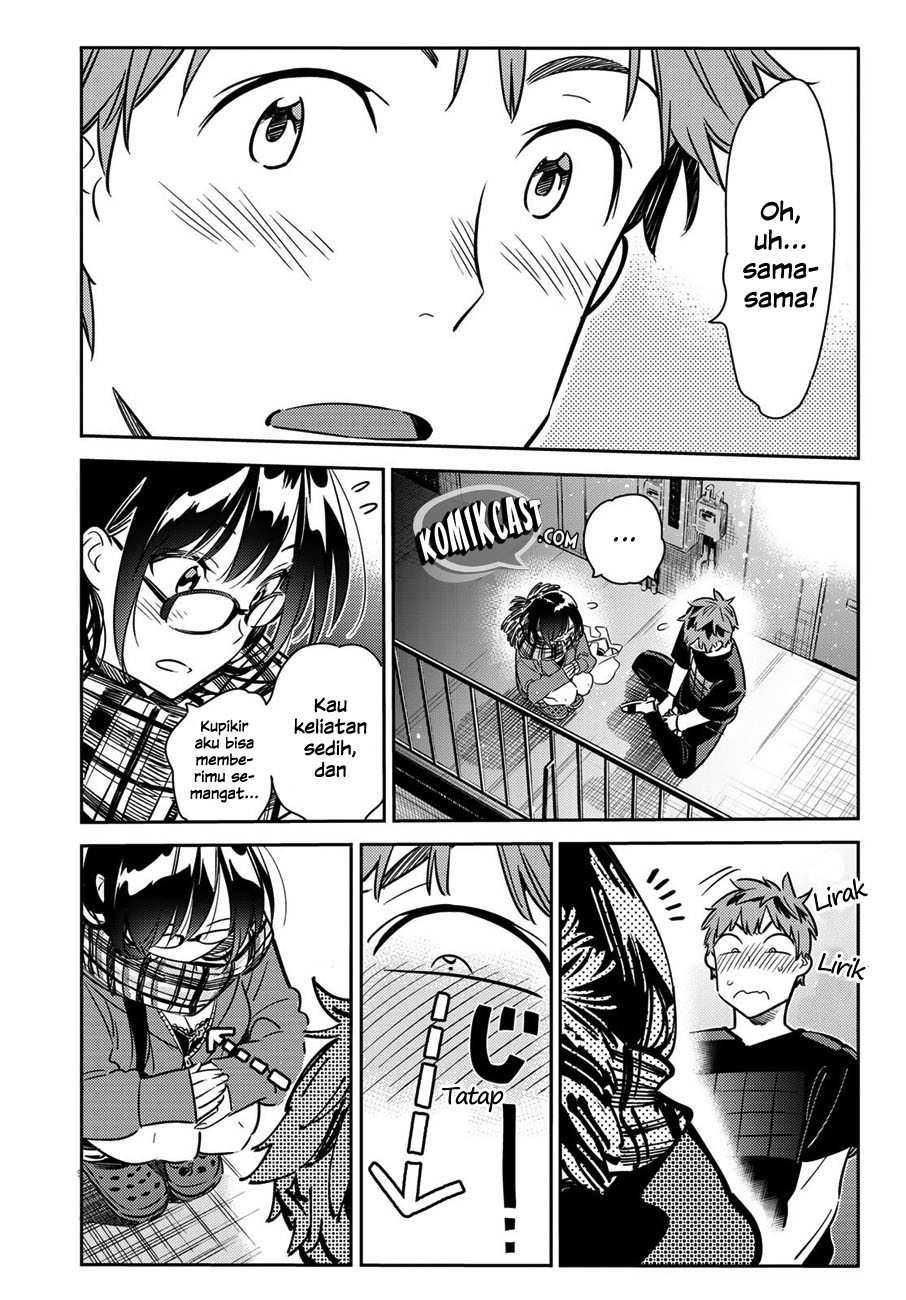 Oh,
uh...
sama-
sama!
...
KOMIKCAST
.COM
Kau
keliatan
sedih,
dan
Kupikir
aku bisa
membe-
rimu se-
mangat...
Lirak
Lirik
じー!
Tatap